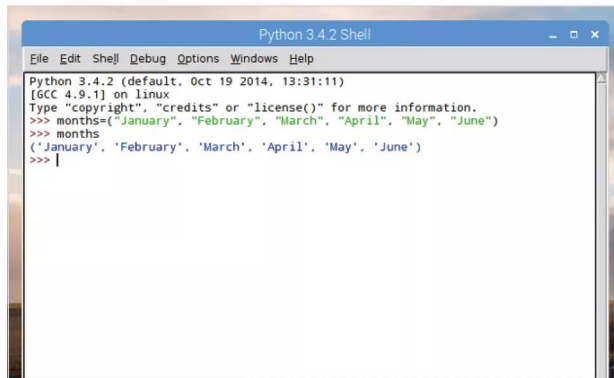 Python 3.4.2 Shell
File Edit Shell Debug Options Windows Help
Python 3.4.2 (default, Oct 19 2014, 13:31:11)
[GCC 4.9.1] on linux
Type "copyright", "credits" or "license()" for more information.
>>> months=("January", "February", "March", "April", "May", "June")
>>> months
('January', 'February', 'March', 'April', 'May', 'June')
>>>